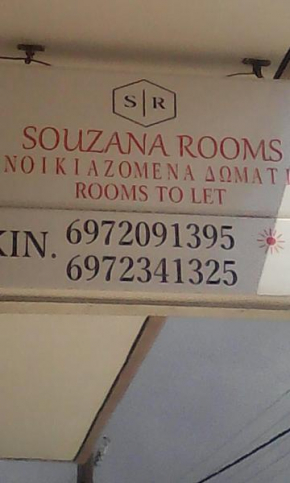 S R
SOUZANA ROOMS
ΝΟΙΚΙΑΖΟΜΕΝΑ ΔΩΜΑΤΙ
ROOMS TO LET
ΚΙΝ. 6972091395
6972341325